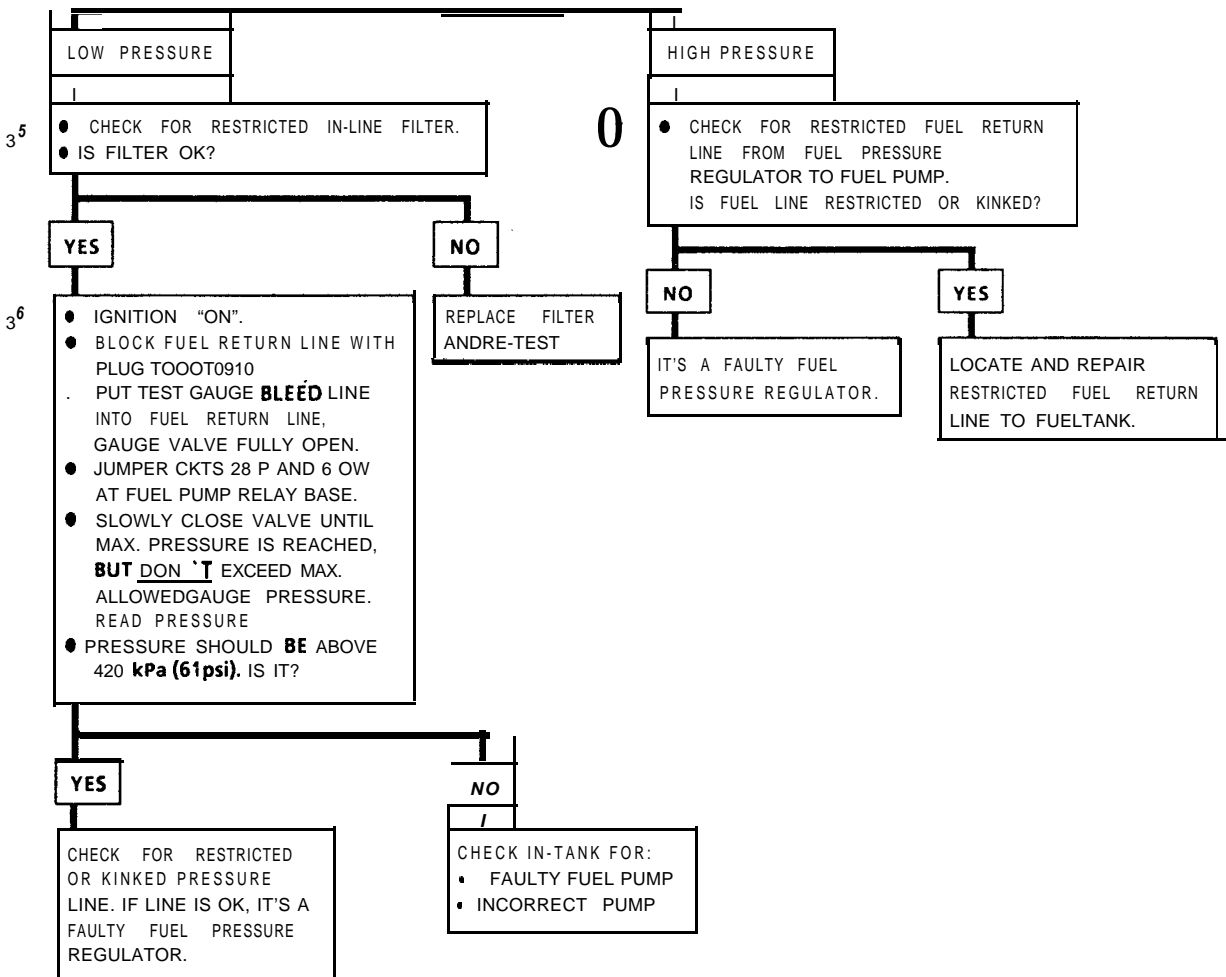 LOW PRESSURE
HIGH PRESSURE
35
● CHECK FOR RESTRICTED IN-LINE FILTER.
● IS FILTER OK?
0
● CHECK FOR RESTRICTED FUEL RETURN
LINE FROM FUEL PRESSURE
REGULATOR TO FUEL PUMP.
IS FUEL LINE RESTRICTED OR KINKED?
YES
NO
NO
YES
36
● IGNITION "ON".
● BLOCK FUEL RETURN LINE WITH
PLUG TOOOT0910
. PUT TEST GAUGE BLEED LINE
INTO FUEL RETURN LINE,
GAUGE VALVE FULLY OPEN.
● JUMPER CKTS 28 P AND 6 OW
AT FUEL PUMP RELAY BASE.
● SLOWLY CLOSE VALVE UNTIL
MAX. PRESSURE IS REACHED,
BUT DON 'T EXCEED MAX.
ALLOWEDGAUGE PRESSURE.
READ PRESSURE
● PRESSURE SHOULD BE ABOVE
420 kPa (61psi). IS IT?
REPLACE FILTER
ANDRE-TEST
IT'S A FAULTY FUEL
PRESSURE REGULATOR.
LOCATE AND REPAIR
RESTRICTED FUEL RETURN
LINE TO FUELTANK.
YES
NO
I
CHECK FOR RESTRICTED
OR KINKED PRESSURE
LINE. IF LINE IS OK, IT'S A
FAULTY FUEL PRESSURE
REGULATOR.
CHECK IN-TANK FOR:
● FAULTY FUEL PUMP
● INCORRECT PUMP